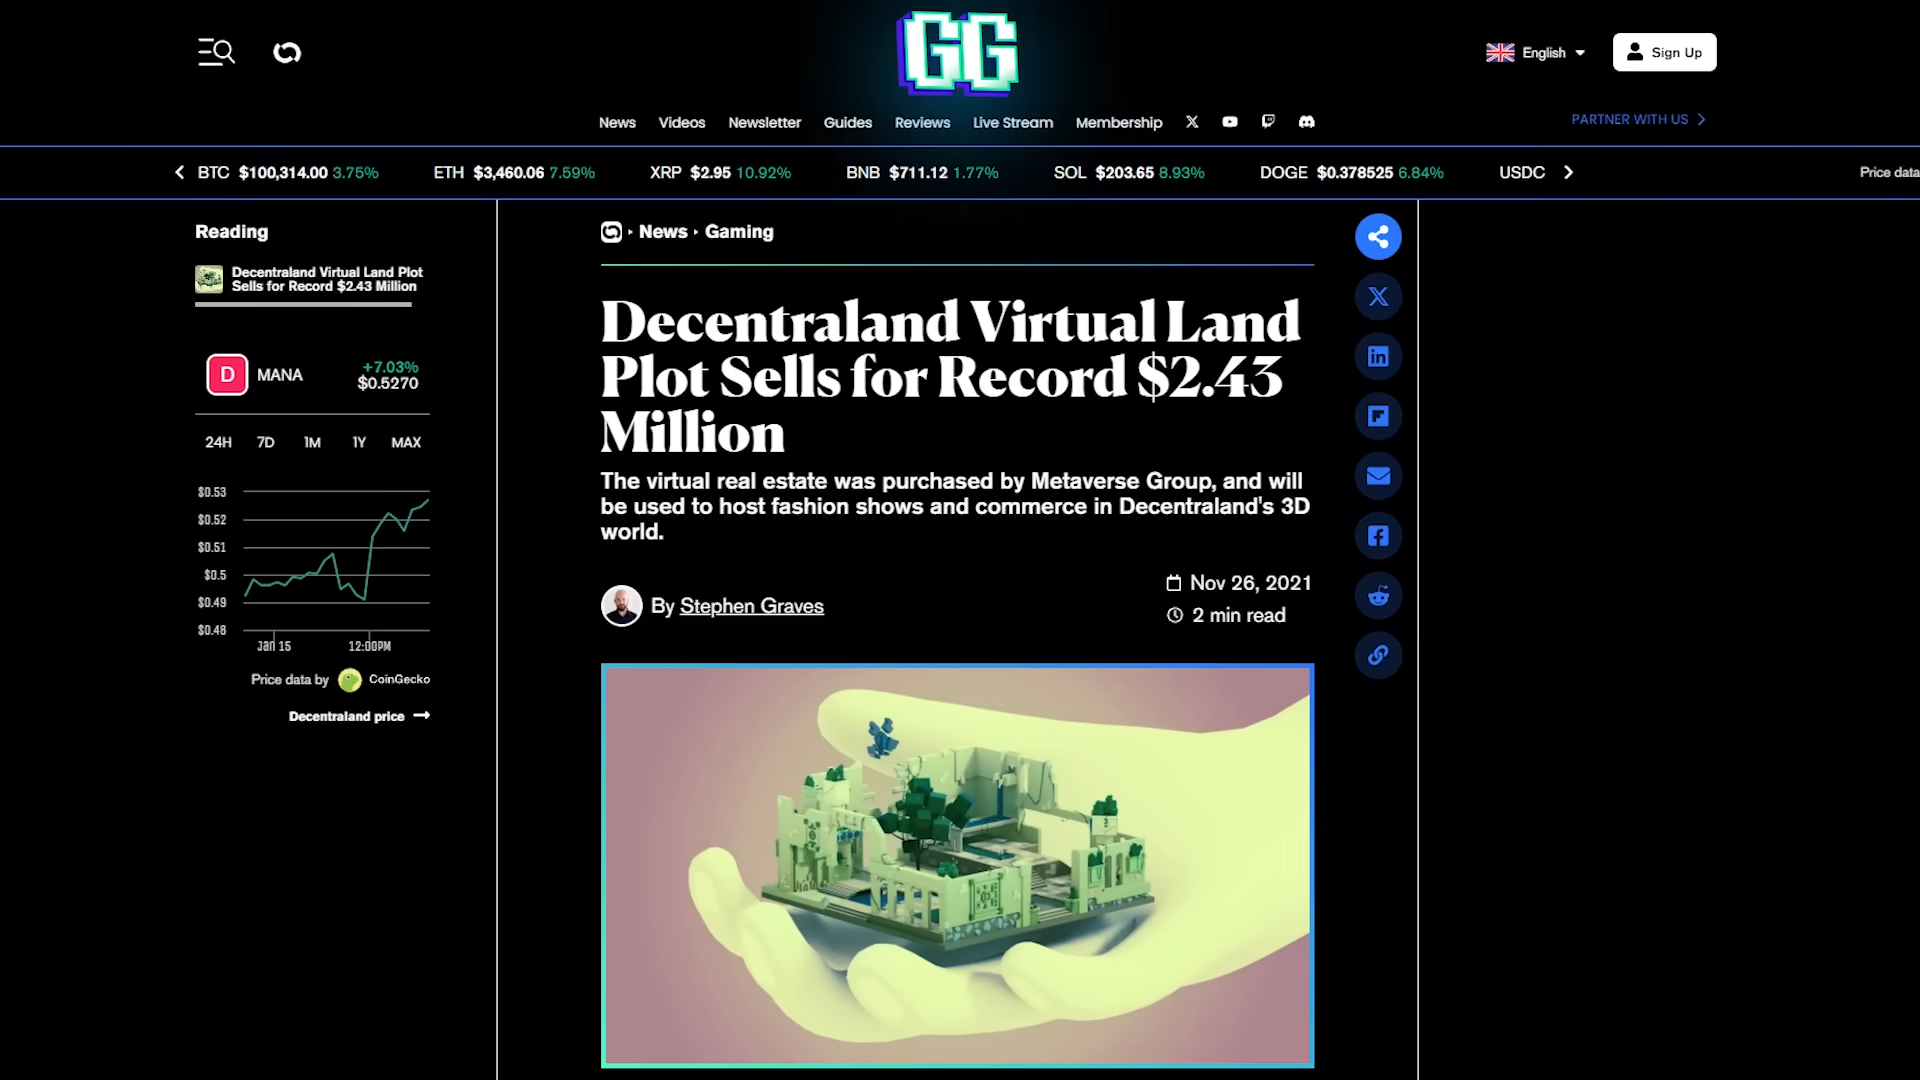 GG
English
Sign Up
News Videos Newsletter Guides Reviews Live Stream Membership
PARTNER WITH US
BTC $100,314.00 3.75% ETH $3,460.06 7.59% XRP $2.95 10.92% BNB $711.12 1.77% SOL $203.65 8.93% DOGE $0.378525 6.84% USDC Price data
Reading
Decentraland Virtual Land Plot
Sells for Record $2.43 Million
D MANA
+7.03%
$0.5270
24H 7D 1M 1Y MAX
$0.53
$0.52
$0.51
$0.5
$0.49
$0.48
Jan 15 12:00PM
Price data by CoinGecko
Decentraland price
News Gaming
Decentraland Virtual Land
Plot Sells for Record $2.43
Million
The virtual real estate was purchased by Metaverse Group, and will
be used to host fashion shows and commerce in Decentraland's 3D
world.
By Stephen Graves
Nov 26, 2021
2 min read